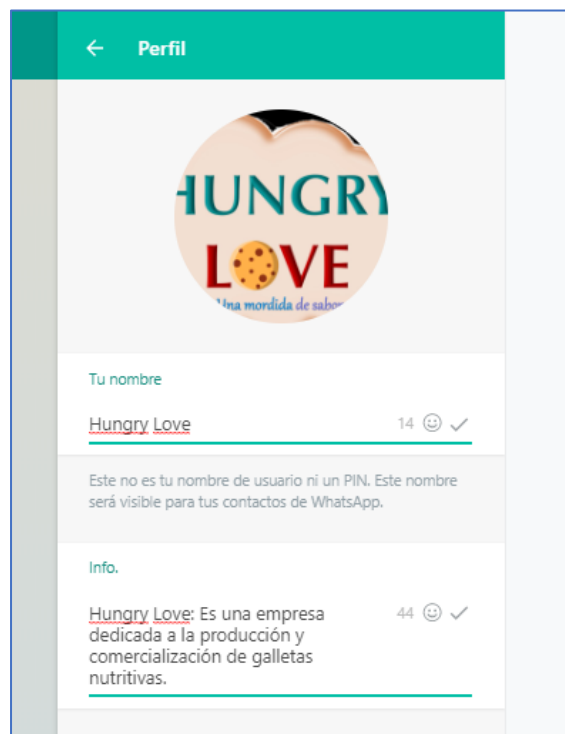 Perfil
HUNGRY
LOVE
Una mordida de sabor
Tu nombre
Hungry Love 14
Este no es tu nombre de usuario ni un PIN. Este nombre
será visible para tus contactos de WhatsApp.
Info.
Hungry Love: Es una empresa 44
dedicada a la producción y
comercialización de galletas
nutritivas.